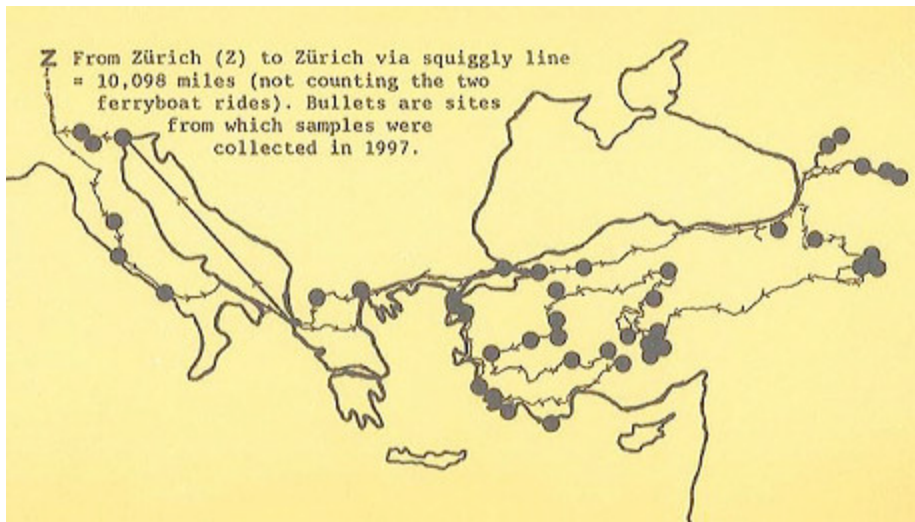 Z From Zürich (Z) to Zürich via squiggly line
= 10,098 miles (not counting the two
ferryboat rides). Bullets are sites
from which samples were
collected in 1997.